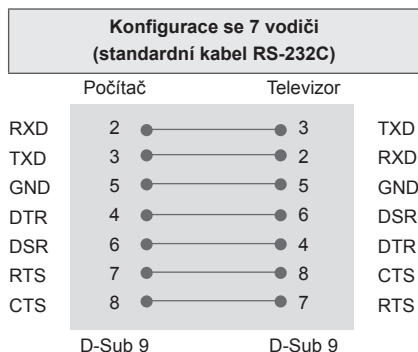 Konfigurace se 7 vodiči
(standardní kabel RS-232C)
Počítač Televizor
RXD 2 3 TXD
TXD 3 2 RXD
GND 5 5 GND
DTR 4 6 DSR
DSR 6 4 DTR
RTS 7 8 CTS
CTS 8 7 RTS
D-Sub 9 D-Sub 9